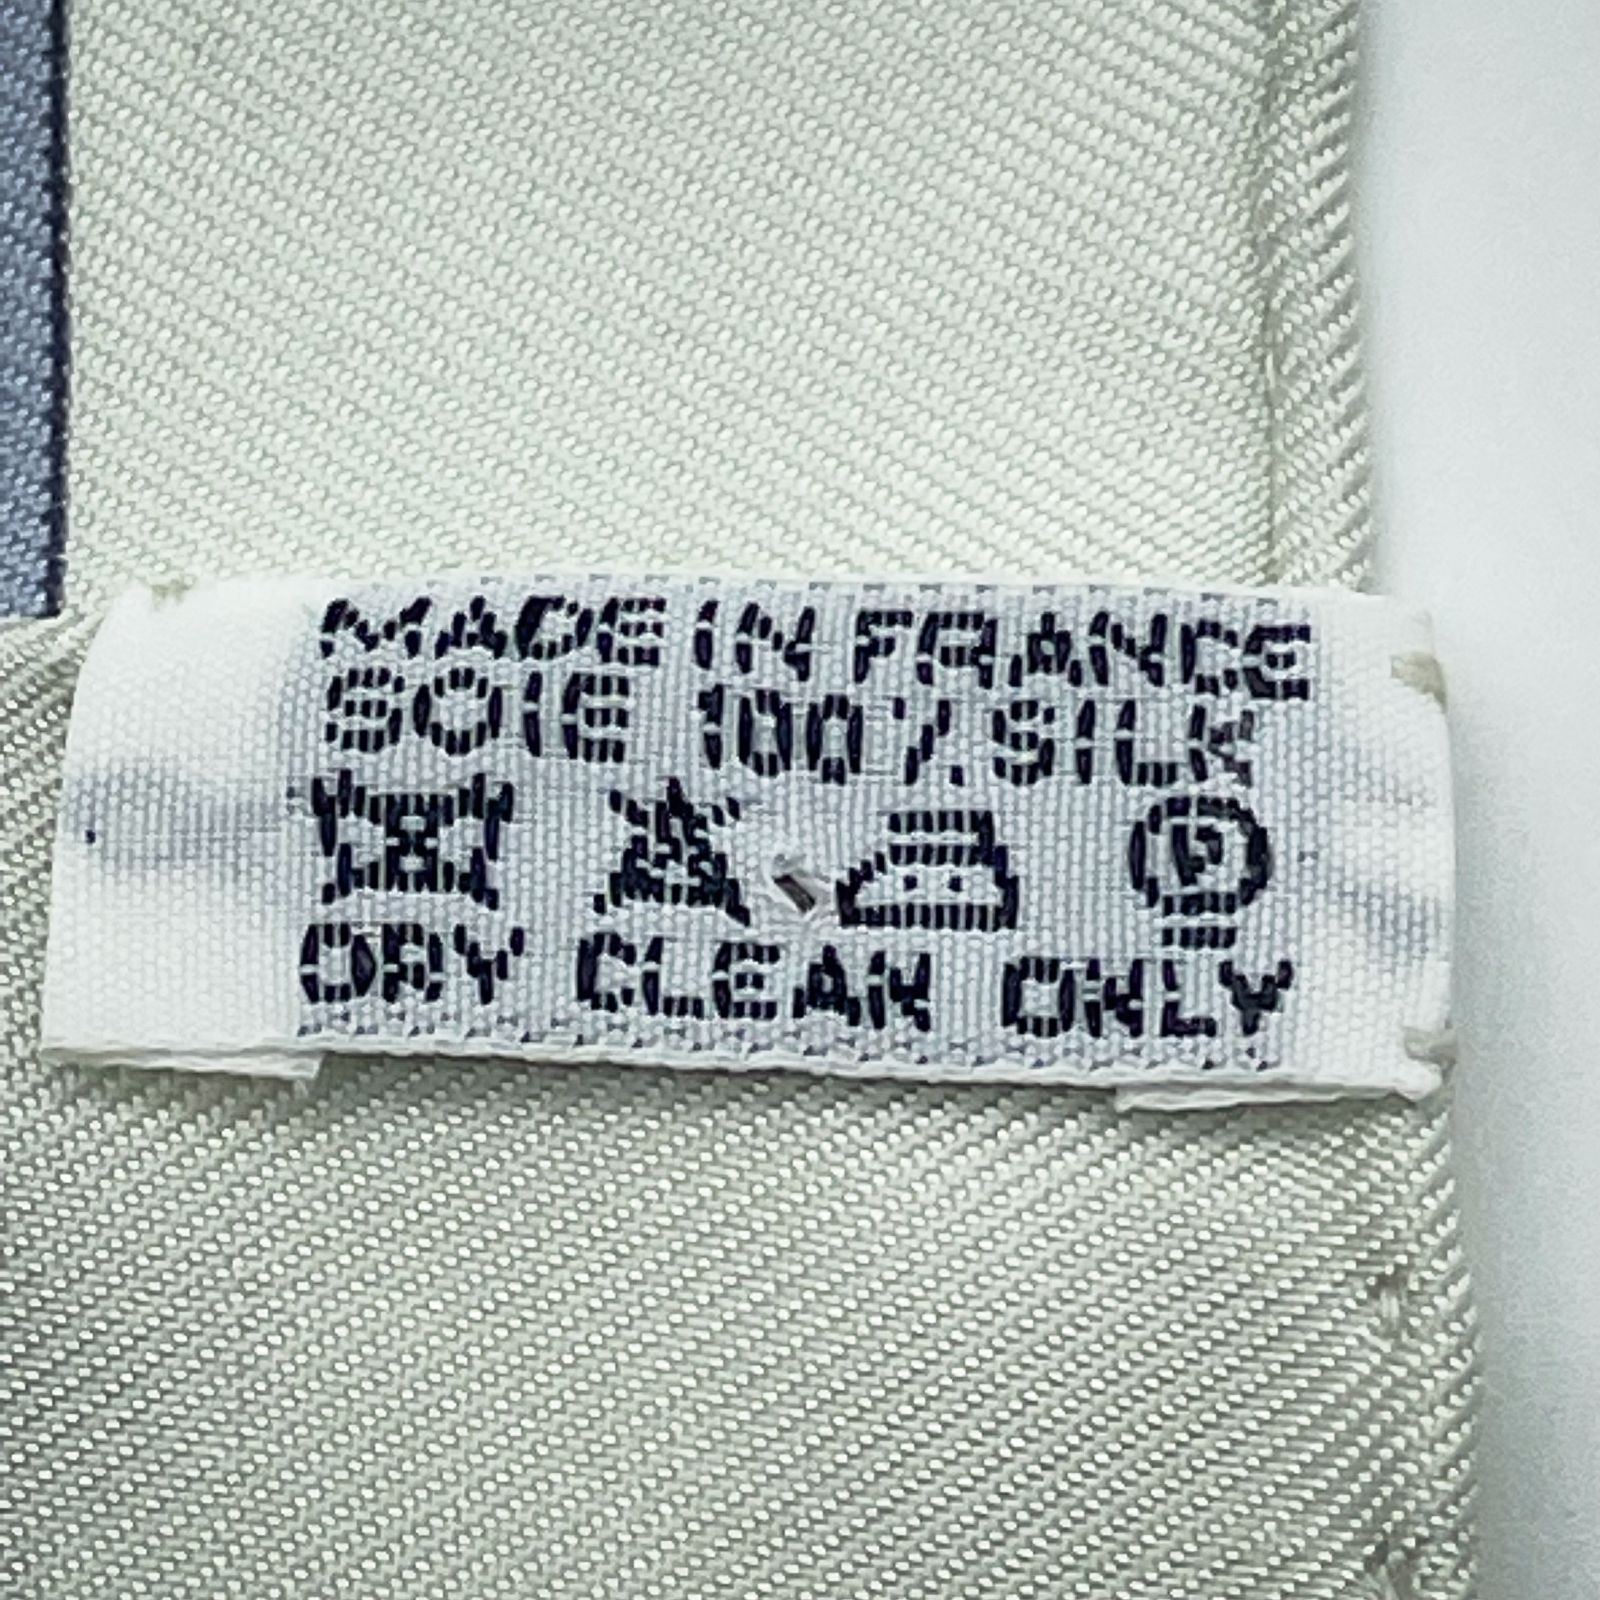 MADE IN FRANCE
SOIE 100% SILK
P
DRY CLEAN ONLY